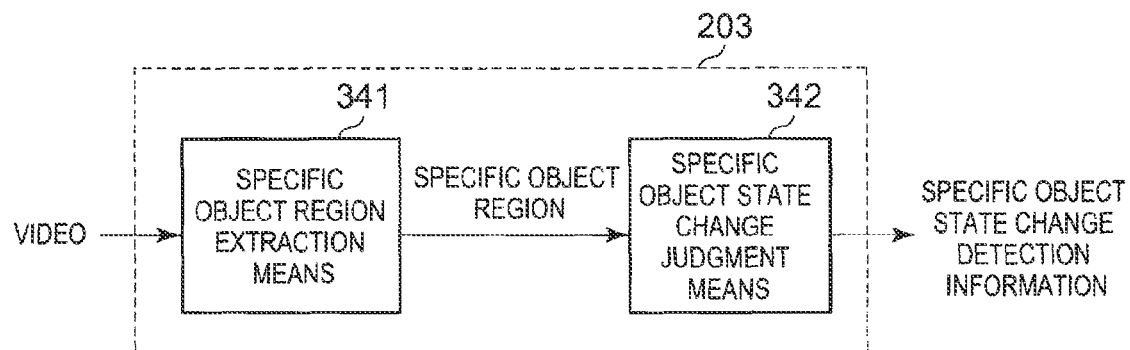 203
341
342
VIDEO
SPECIFIC
OBJECT REGION
EXTRACTION
MEANS
SPECIFIC OBJECT
REGION
SPECIFIC
OBJECT STATE
CHANGE
JUDGMENT
MEANS
SPECIFIC OBJECT
STATE CHANGE
DETECTION
INFORMATION